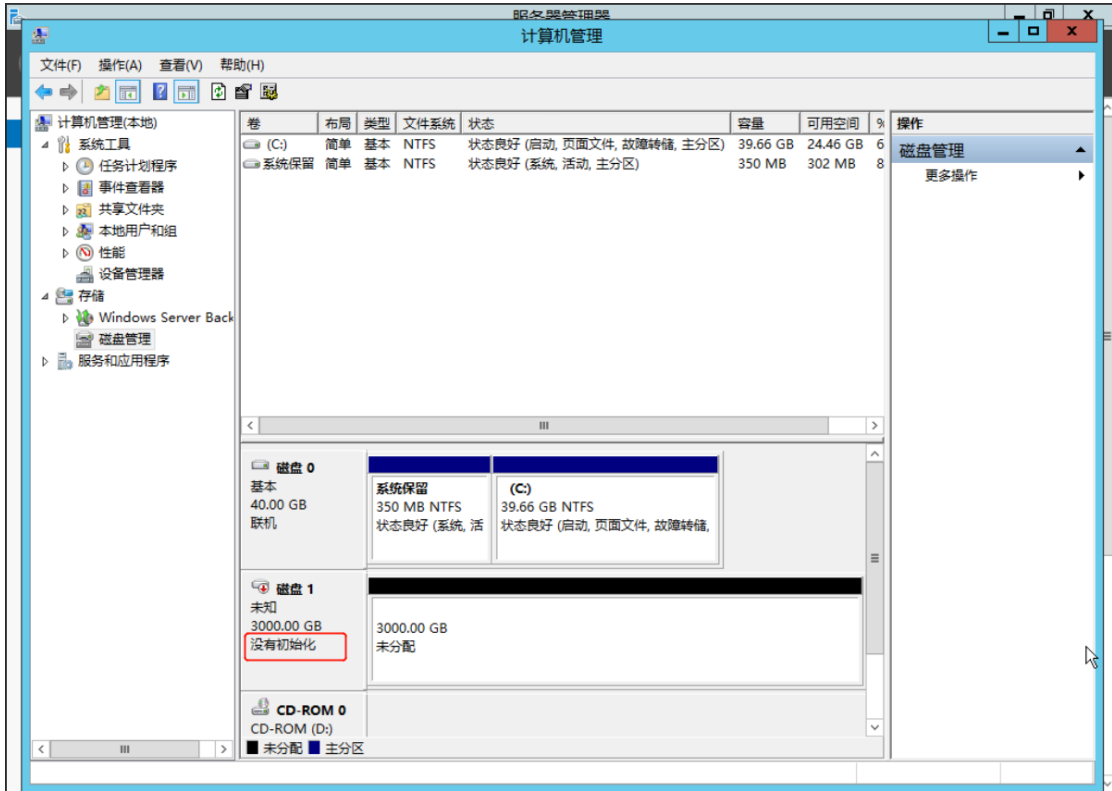 服务器管理器
计算机管理
文件(F) 操作(A) 查看(V) 帮助(H)
计算机管理(本地)
系统工具
任务计划程序
事件查看器
共享文件夹
本地用户和组
性能
设备管理器
存储
Windows Server Back
磁盘管理
服务和应用程序
卷 布局 类型 文件系统 状态 容量 可用空间 %
(C:) 简单 基本 NTFS 状态良好 (启动, 页面文件, 故障转储, 主分区) 39.66 GB 24.46 GB 6
系统保留 简单 基本 NTFS 状态良好 (系统, 活动, 主分区) 350 MB 302 MB 8
磁盘 0
基本
40.00 GB
联机
系统保留
350 MB NTFS
状态良好 (系统, 活
(C:)
39.66 GB NTFS
状态良好 (启动, 页面文件, 故障转储,
磁盘 1
未知
3000.00 GB
没有初始化
3000.00 GB
未分配
CD-ROM 0
CD-ROM (D:)
未分配 主分区
操作
磁盘管理
更多操作